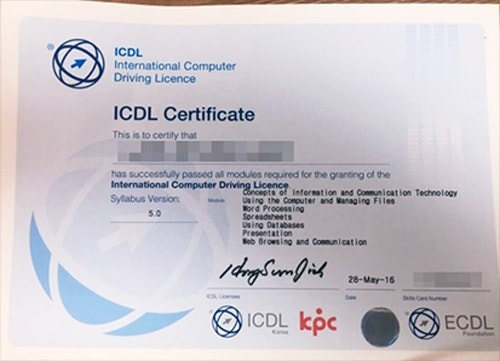 ®
ICDL
International Computer
Driving Licence
ICDL Certificate
This is to certify that
has successfully passed all modules required for the granting of the
International Computer Driving Licence.
Syllabus Version:
5.0
Module
Concepts of Information and Communication Technology
Using the Computer and Managing Files
Word Processing
Spreadsheets
Using Databases
Presentation
Web Browsing and Communication
28-May-16
ICDL Licensee
Date
Skills Card Number
ICDL
Korea
kpc
ECDL
Foundation